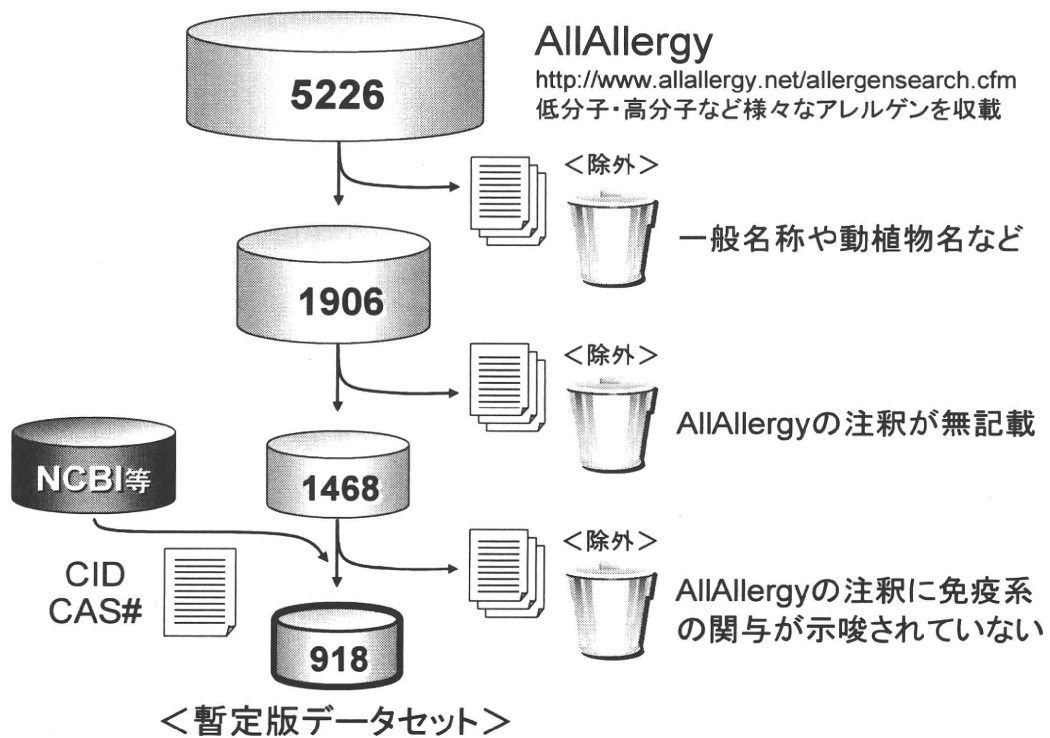 5226
AllAllergy
http://www.allallergy.net/allergensearch.cfm
低分子・高分子など様々なアレルゲンを収載
＜除外＞
一般名称や動植物名など
1906
＜除外＞
AllAllergyの注釈が無記載
NCBI等
1468
CID
CAS#
＜除外＞
AllAllergyの注釈に免疫系
の関与が示唆されていない
918
＜暫定版データセット＞